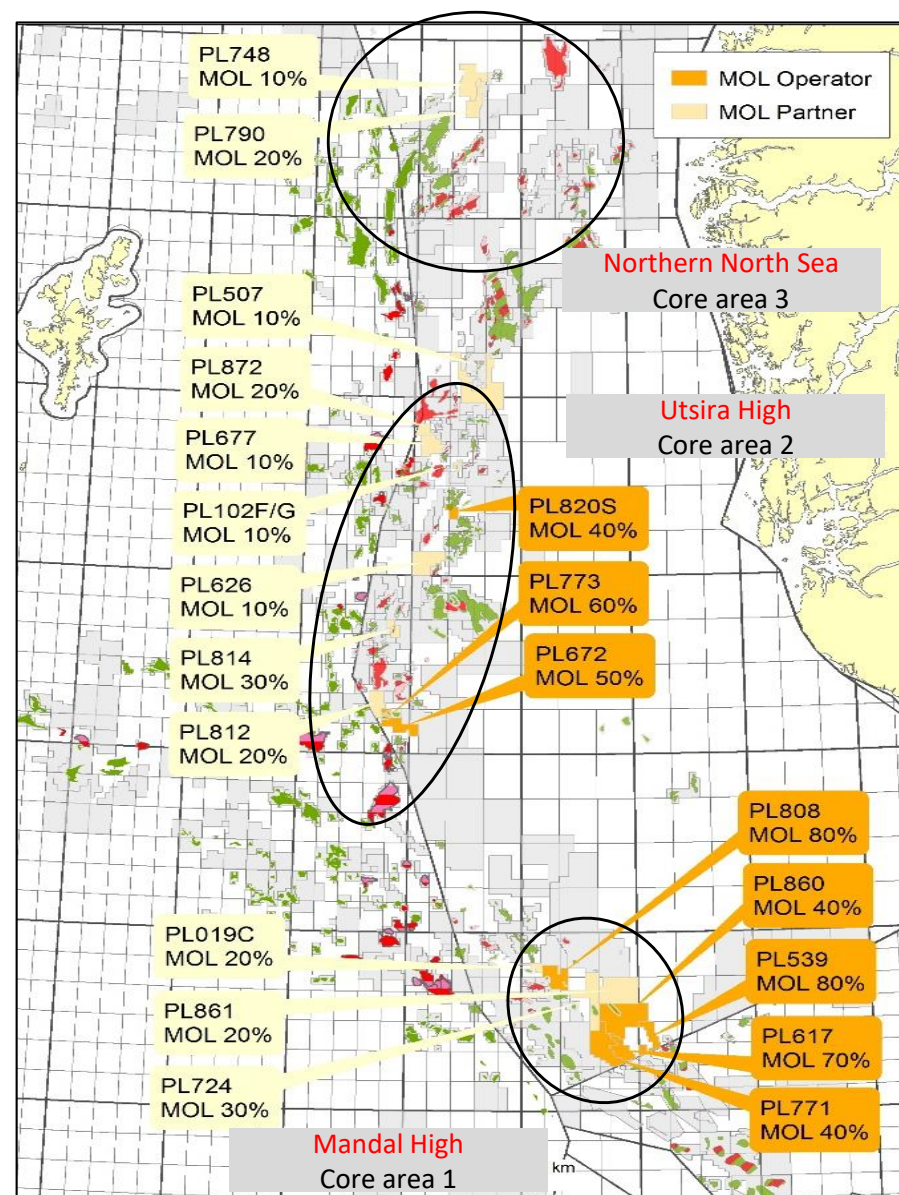 PL748
MOL 10%
PL790
MOL 20%
MOL Operator
MOL Partner
Northern North Sea
Core area 3
PL507
MOL 10%
PL872
MOL 20%
PL677
MOL 10%
PL102F/G
MOL 10%
PL626
MOL 10%
PL814
MOL 30%
PL812
MOL 20%
Utsira High
Core area 2
PL820S
MOL 40%
PL773
MOL 60%
PL672
MOL 50%
PL808
MOL 80%
PL860
MOL 40%
PL539
MOL 80%
PL617
MOL 70%
PL771
MOL 40%
PL019C
MOL 20%
PL861
MOL 20%
PL724
MOL 30%
Mandal High
Core area 1
km